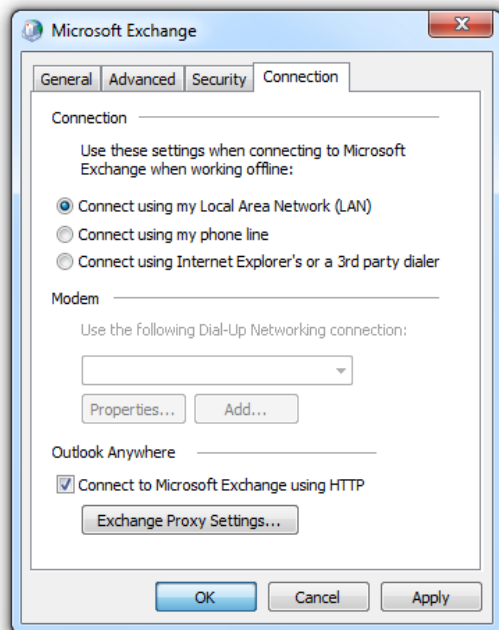 Microsoft Exchange
General Advanced Security Connection
Connection
Use these settings when connecting to Microsoft
Exchange when working offline:
Connect using my Local Area Network (LAN)
Connect using my phone line
Connect using Internet Explorer's or a 3rd party dialer
Modem
Use the following Dial-Up Networking connection:
Properties... Add...
Outlook Anywhere
Connect to Microsoft Exchange using HTTP
Exchange Proxy Settings...
OK Cancel Apply